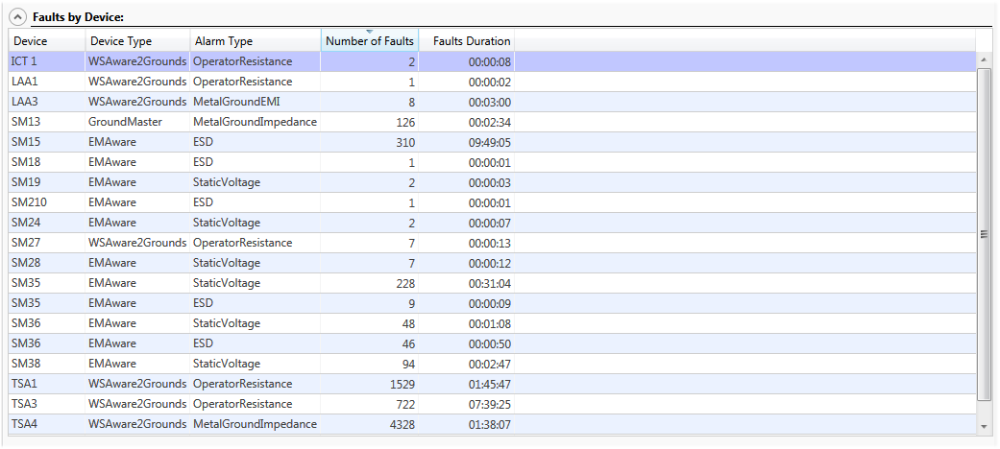 Faults by Device:
Device Device Type Alarm Type Number of Faults Faults Duration
ICT 1 WSAware2Grounds OperatorResistance 2 00:00:08
LAA1 WSAware2Grounds OperatorResistance 1 00:00:02
LAA3 WSAware2Grounds MetalGroundEMI 8 00:03:00
SM13 GroundMaster MetalGroundImpedance 126 00:02:34
SM15 EMAware ESD 310 09:49:05
SM18 EMAware ESD 1 00:00:01
SM19 EMAware StaticVoltage 2 00:00:03
SM210 EMAware ESD 1 00:00:01
SM24 EMAware StaticVoltage 2 00:00:07
SM27 WSAware2Grounds OperatorResistance 7 00:00:13
SM28 EMAware StaticVoltage 7 00:00:12
SM35 EMAware StaticVoltage 228 00:31:04
SM35 EMAware ESD 9 00:00:09
SM36 EMAware StaticVoltage 48 00:01:08
SM36 EMAware ESD 46 00:00:50
SM38 EMAware StaticVoltage 94 00:02:47
TSA1 WSAware2Grounds OperatorResistance 1529 01:45:47
TSA3 WSAware2Grounds OperatorResistance 722 07:39:25
TSA4 WSAware2Grounds MetalGroundImpedance 4328 01:38:07